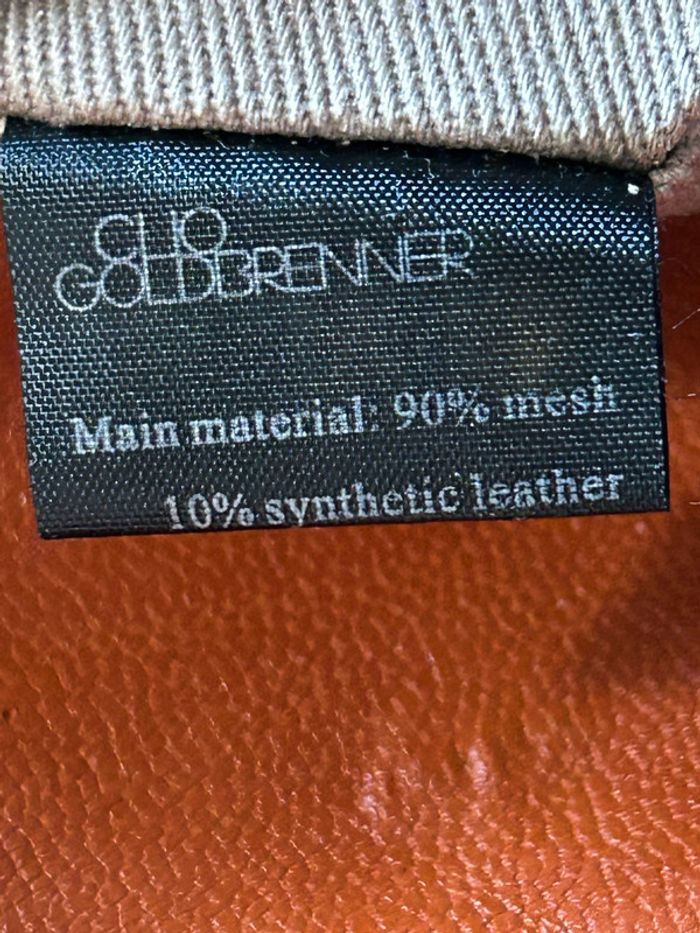 CLIO
GOLDBRENNER
Main material: 90% mesh
10% synthetic leather